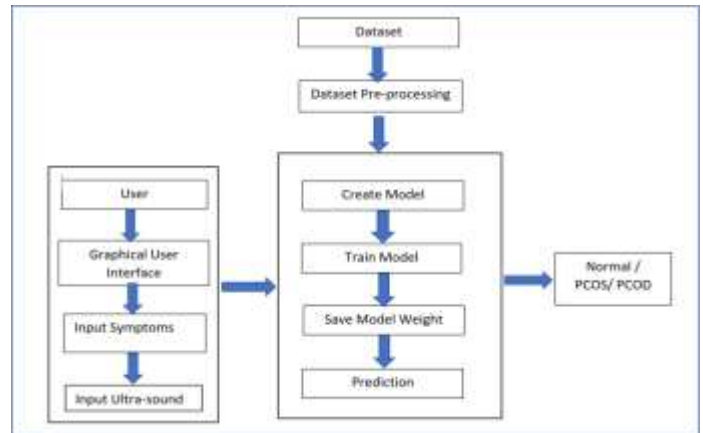 Dataset
Dataset Pre-processing
User
Graphical User
Interface
Input Symptoms
Input Ultra-sound
Create Model
Train Model
Save Model Weight
Prediction
Normal /
PCOS/ PCOD